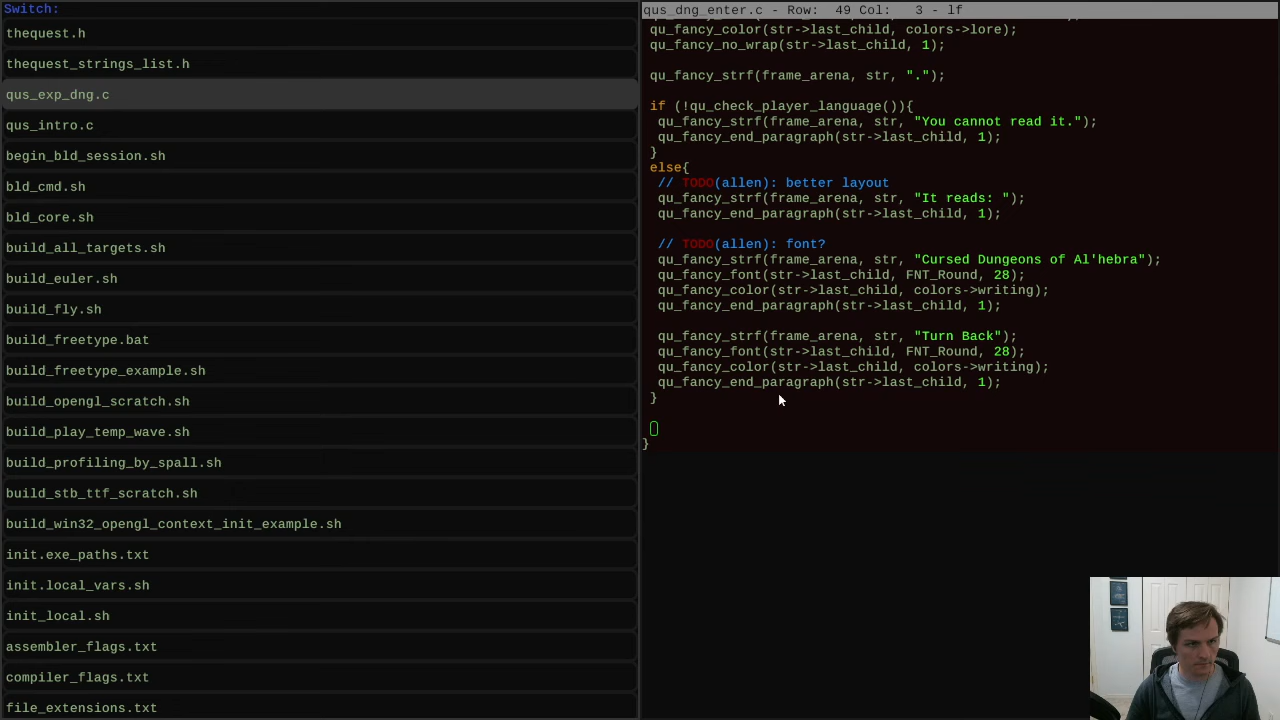 Switch:
thequest.h
thequest_strings_list.h
qus_exp_dng.c
qus_intro.c
begin_bld_session.sh
bld_cmd.sh
bld_core.sh
build_all_targets.sh
build_euler.sh
build_fly.sh
build_freetype.bat
build_freetype_example.sh
build_opengl_scratch.sh
build_play_temp_wave.sh
build_profiling_by_spall.sh
build_stb_ttf_scratch.sh
build_win32_opengl_context_init_example.sh
init.exe_paths.txt
init.local_vars.sh
init_local.sh
assembler_flags.txt
compiler_flags.txt
file_extensions.txt
qus_dng_enter.c - Row:  49 Col:   3 - lf
qu_fancy_color(str->last_child, colors->lore);
qu_fancy_no_wrap(str->last_child, 1);
qu_fancy_strf(frame_arena, str, ".");
if (!qu_check_player_language()){
qu_fancy_strf(frame_arena, str, "You cannot read it.");
qu_fancy_end_paragraph(str->last_child, 1);
}
else{
// TODO(allen): better layout
qu_fancy_strf(frame_arena, str, "It reads: ");
qu_fancy_end_paragraph(str->last_child, 1);
// TODO(allen): font?
qu_fancy_strf(frame_arena, str, "Cursed Dungeons of Al'hebra");
qu_fancy_font(str->last_child, FNT_Round, 28);
qu_fancy_color(str->last_child, colors->writing);
qu_fancy_end_paragraph(str->last_child, 1);
qu_fancy_strf(frame_arena, str, "Turn Back");
qu_fancy_font(str->last_child, FNT_Round, 28);
qu_fancy_color(str->last_child, colors->writing);
qu_fancy_end_paragraph(str->last_child, 1);
}
}